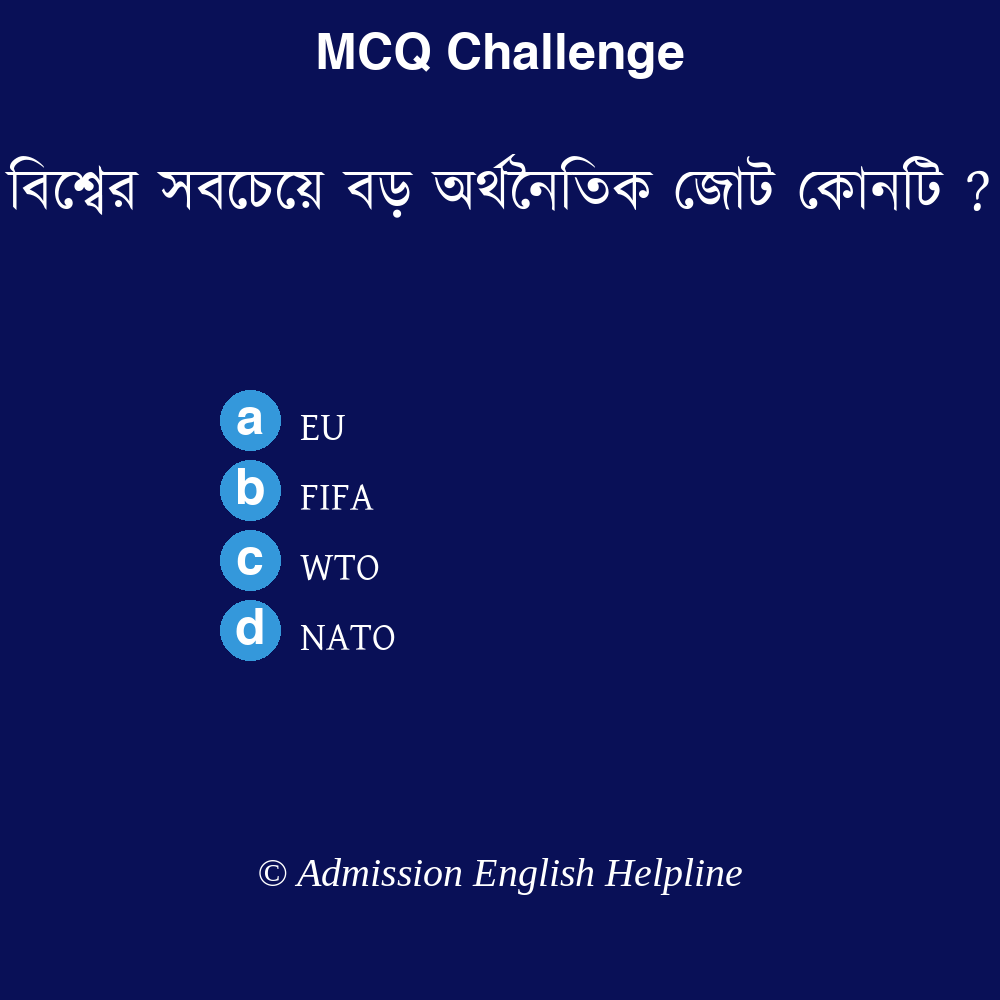 MCQ Challenge
বিশ্বের সবচেয়ে বড় অর্থনৈতিক জোট কোনটি ?
a EU
b FIFA
c WTO
d NATO
© Admission English Helpline